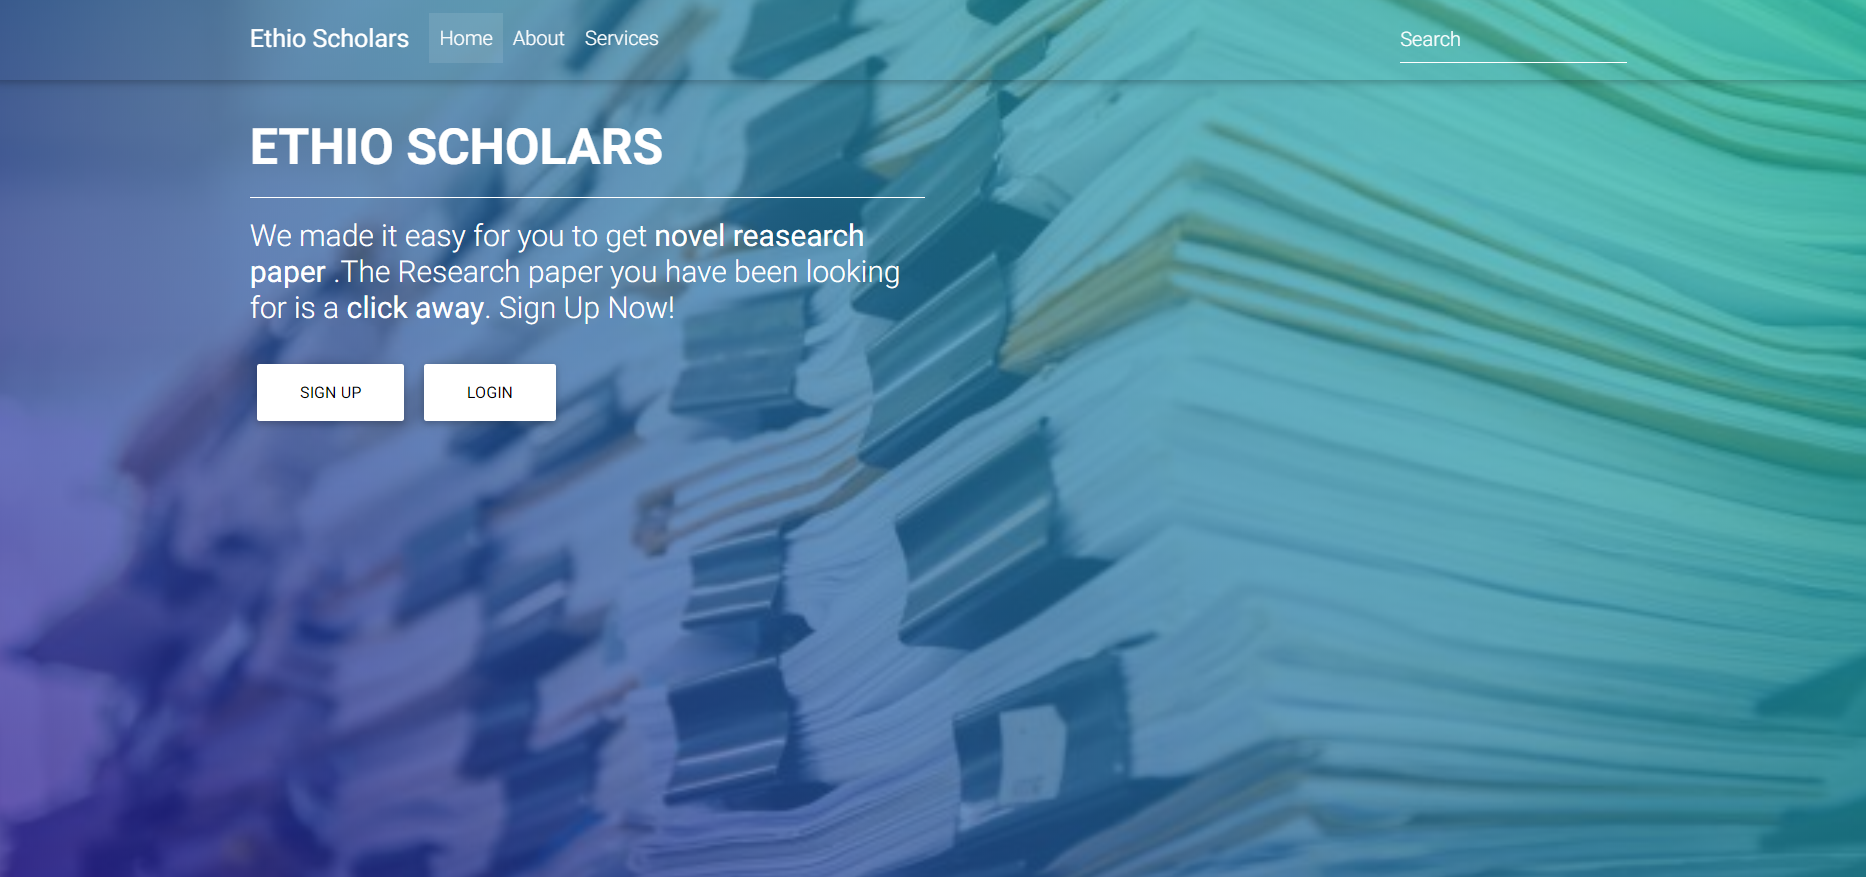 Ethio Scholars Home About Services Search
ETHIO SCHOLARS
We made it easy for you to get novel reasearch
paper .The Research paper you have been looking
for is a click away. Sign Up Now!
SIGN UP LOGIN